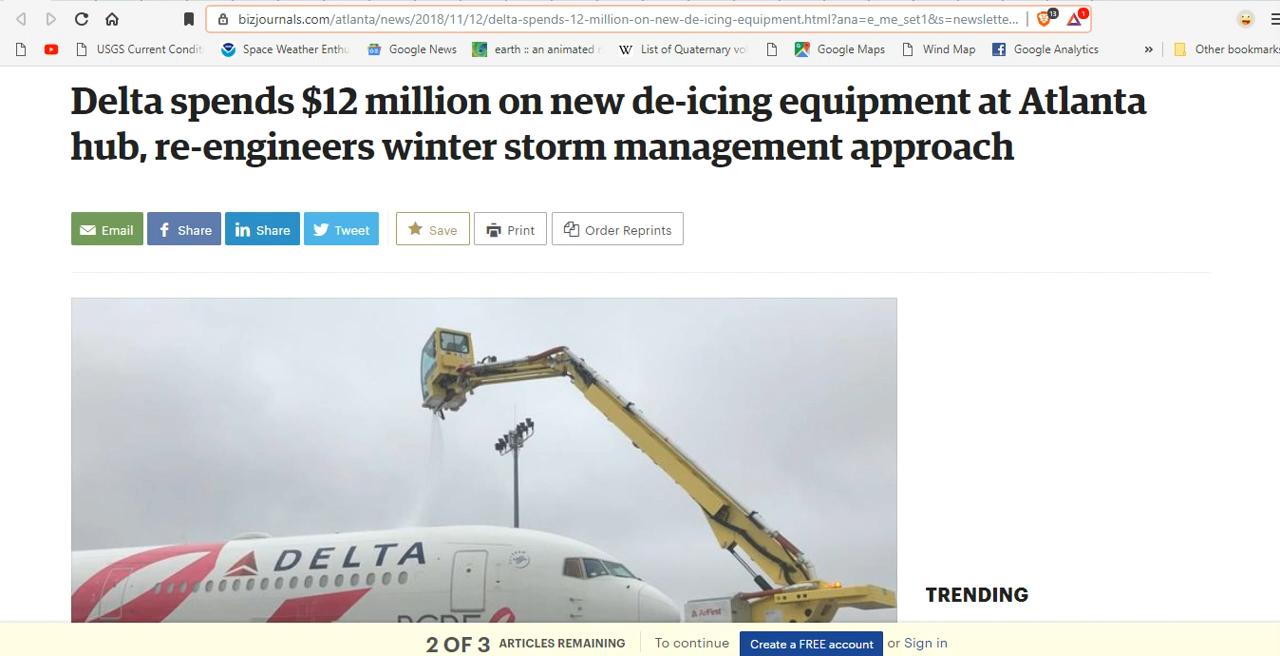 bizjournals.com/atlanta/news/2018/11/12/delta-spends-12-million-on-new-de-icing-equipment.html?ana=e_me_set1&s=newslette...
13
1
USGS Current Condit
Space Weather Enthu
Google News
earth :: an animated
List of Quaternary vo
Google Maps
Wind Map
Google Analytics
»
Other bookmarks
Delta spends $12 million on new de-icing equipment at Atlanta
hub, re-engineers winter storm management approach
Email
Share
Share
Tweet
Save
Print
Order Reprints
DELTA
AirFirst
TRENDING
2 OF 3 ARTICLES REMAINING
To continue Create a FREE account or Sign in